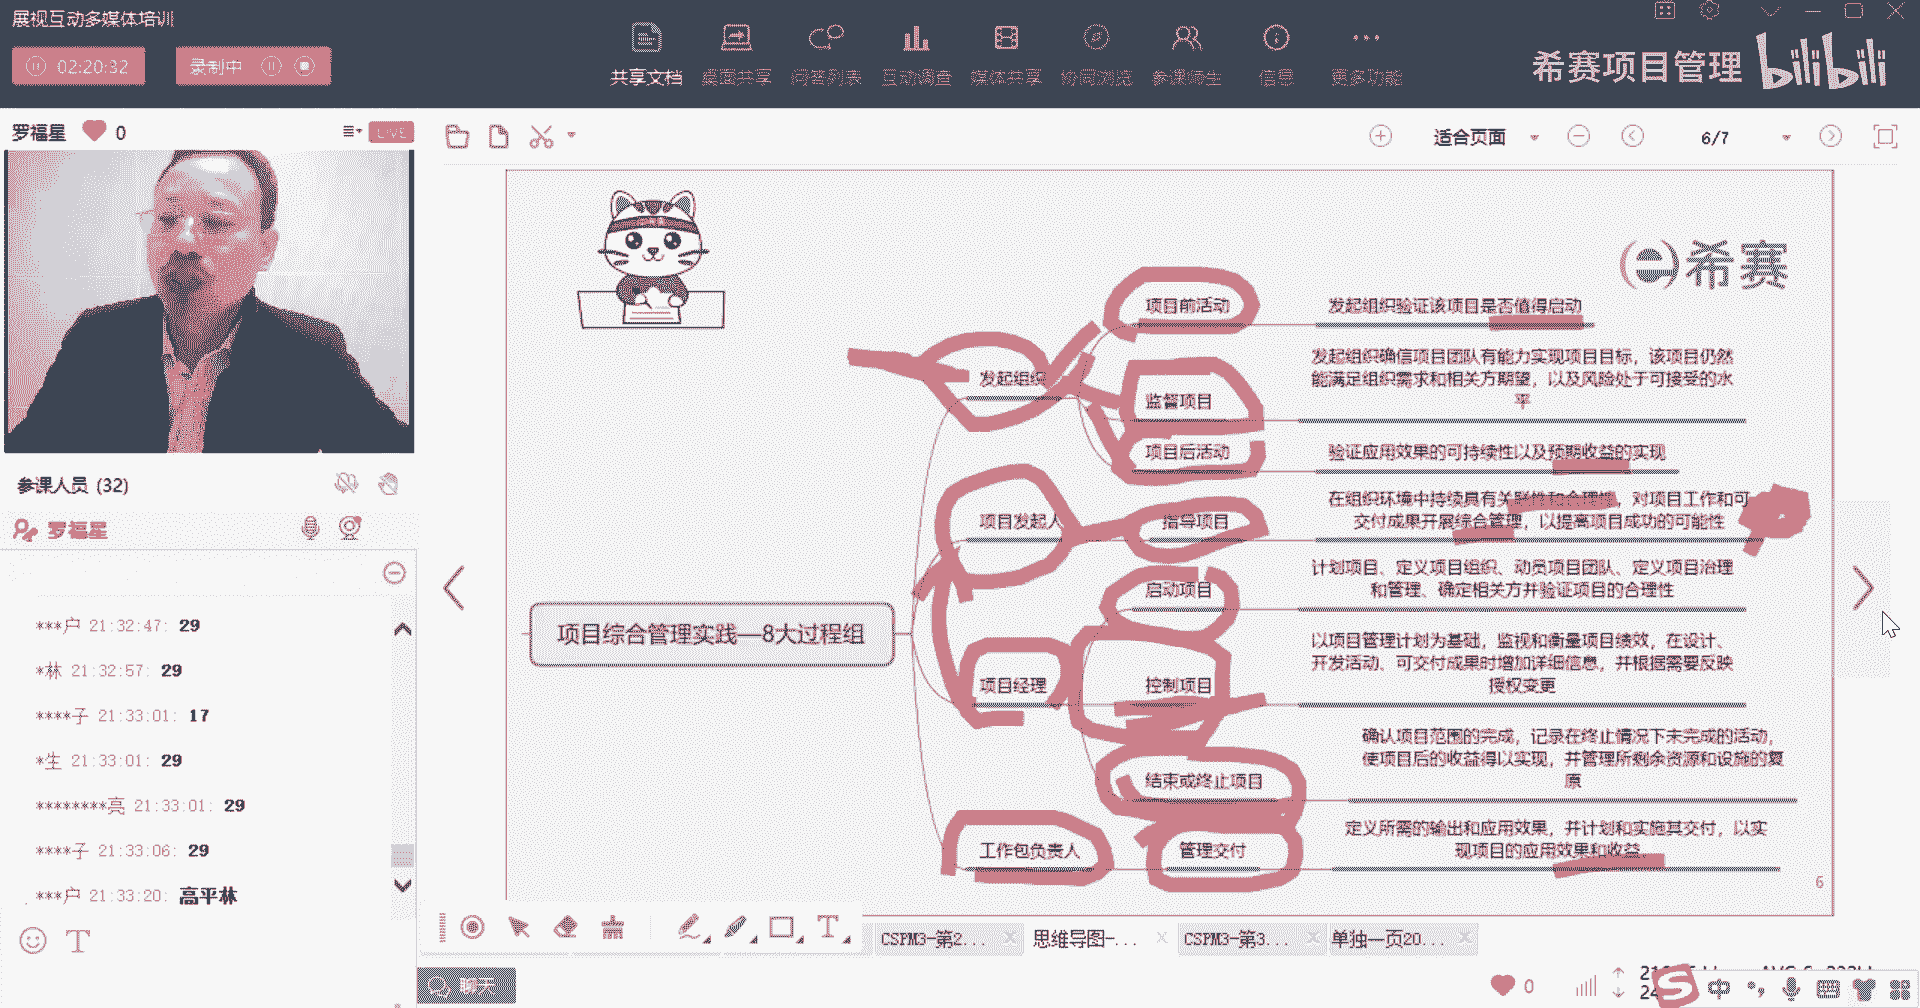 展视互动多媒体培训
02:20:32
录制中
共享文档
桌面共享
问答列表
互动调查
媒体共享
协同浏览
参课师生
信息
更多功能
希赛项目管理
bilibili
罗福星 0
LIVE
适合页面
6/7
参课人员 (32)
罗福星
***户 21:32:47: 29
*林 21:32:57: 29
****子 21:33:01: 17
*生 21:33:01: 29
********亮 21:33:01: 29
****子 21:33:06: 29
***户 21:33:20: 高平林
聊天
希赛
项目综合管理实践—8大过程组
发起组织
项目前活动
发起组织验证该项目是否值得启动
监督项目
发起组织确信项目团队有能力实现项目目标，该项目仍然
能满足组织需求和相关方期望，以及风险处于可接受的水
平
项目后活动
验证应用效果的可持续性以及预期收益的实现
项目发起人
指导项目
在组织环境中持续具有关联性和合理性，对项目工作和可
交付成果开展综合管理，以提高项目成功的可能性
项目经理
启动项目
计划项目、定义项目组织、动员项目团队、定义项目治理
和管理、确定相关方并验证项目的合理性
控制项目
以项目管理计划为基础，监视和衡量项目绩效，在设计、
开发活动、可交付成果时增加详细信息，并根据需要反映
授权变更
结束或终止项目
确认项目范围的完成，记录在终止情况下未完成的活动，
使项目后的收益得以实现，并管理所剩余资源和设施的复
原
工作包负责人
管理交付
定义所需的输出和应用效果，并计划和实施其交付，以实
现项目的应用效果和收益
6
T
T
CSPM3-第2...
思维导图-...
CSPM3-第3...
单独一页20...
0
S
中